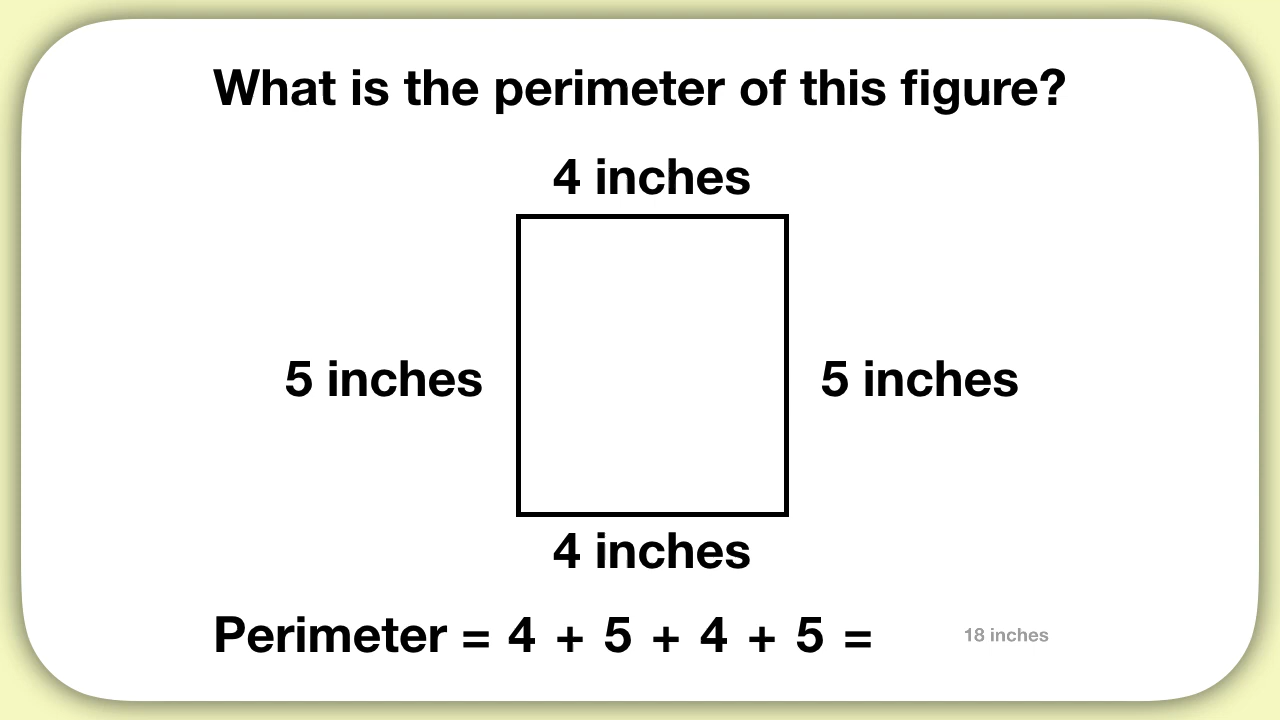 What is the perimeter of this figure?
4 inches
5 inches
5 inches
4 inches
Perimeter = 4 + 5 + 4 + 5 = 18 inches